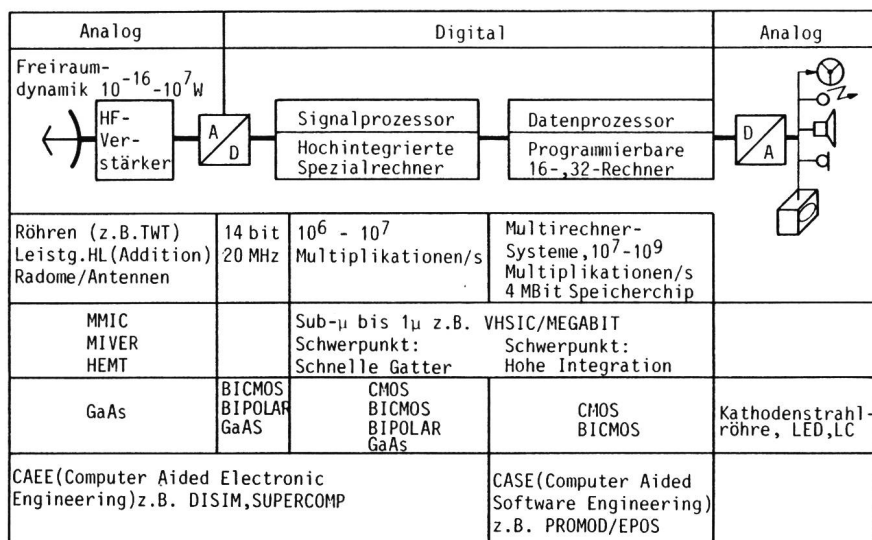 Analog
Digital
Analog
Freiraum-
dynamik 10⁻¹⁶-10⁷W
HF-
Ver-
stärker
A
D
Signalprozessor
Hochintegrierte
Spezialrechner
Datenprozessor
Programmierbare
16-,32-Rechner
D
A
Röhren (z.B.TWT)
Leistg.HL(Addition)
Radome/Antennen
14 bit
20 MHz
10⁶ - 10⁷
Multiplikationen/s
Multirechner-
Systeme,10⁷-10⁹
Multiplikationen/s
4 MBit Speicherchip
MMIC
MIVER
HEMT
Sub-µ bis 1µ z.B. VHSIC/MEGABIT
Schwerpunkt:
Schnelle Gatter
Schwerpunkt:
Hohe Integration
GaAs
BICMOS
BIPOLAR
GaAS
CMOS
BICMOS
BIPOLAR
GaAs
CMOS
BICMOS
Kathodenstrahl-
röhre, LED,LC
CAEE(Computer Aided Electronic
Engineering)z.B. DISIM,SUPERCOMP
CASE(Computer Aided
Software Engineering)
z.B. PROMOD/EPOS